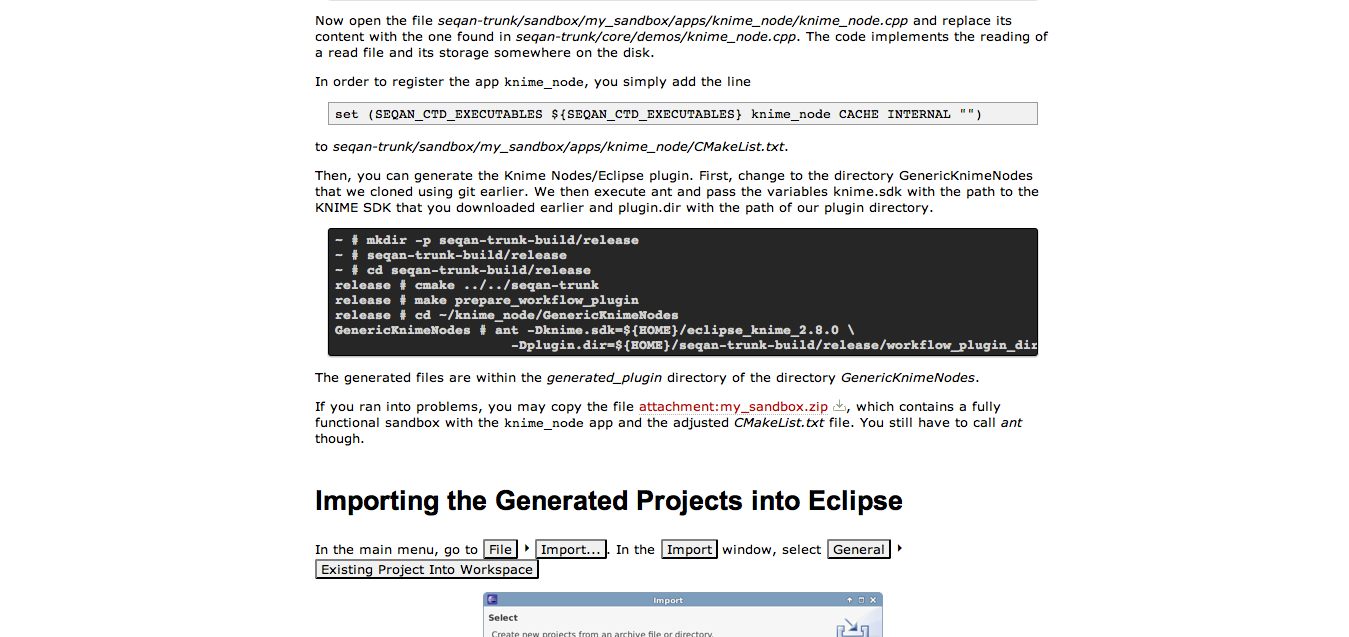 Now open the file seqan-trunk/sandbox/my_sandbox/apps/knime_node/knime_node.cpp and replace its
content with the one found in seqan-trunk/core/demos/knime_node.cpp. The code implements the reading of
a read file and its storage somewhere on the disk.
In order to register the app knime_node, you simply add the line
set (SEQAN_CTD_EXECUTABLES ${SEQAN_CTD_EXECUTABLES} knime_node CACHE INTERNAL "")
to seqan-trunk/sandbox/my_sandbox/apps/knime_node/CMakeList.txt.
Then, you can generate the Knime Nodes/Eclipse plugin. First, change to the directory GenericKnimeNodes
that we cloned using git earlier. We then execute ant and pass the variables knime.sdk with the path to the
KNIME SDK that you downloaded earlier and plugin.dir with the path of our plugin directory.
~ # mkdir -p seqan-trunk-build/release
~ # seqan-trunk-build/release
~ # cd seqan-trunk-build/release
release # cmake ../../seqan-trunk
release # make prepare_workflow_plugin
release # cd ~/knime_node/GenericKnimeNodes
GenericKnimeNodes # ant -Dknime.sdk=${HOME}/eclipse_knime_2.8.0 \
-Dplugin.dir=${HOME}/seqan-trunk-build/release/workflow_plugin_dir
The generated files are within the generated_plugin directory of the directory GenericKnimeNodes.
If you ran into problems, you may copy the file attachment:my_sandbox.zip, which contains a fully
functional sandbox with the knime_node app and the adjusted CMakeList.txt file. You still have to call ant
though.
Importing the Generated Projects into Eclipse
In the main menu, go to File Import.... In the Import window, select General
Existing Project Into Workspace
Import
Select
Create new projects from an archive file or directory.